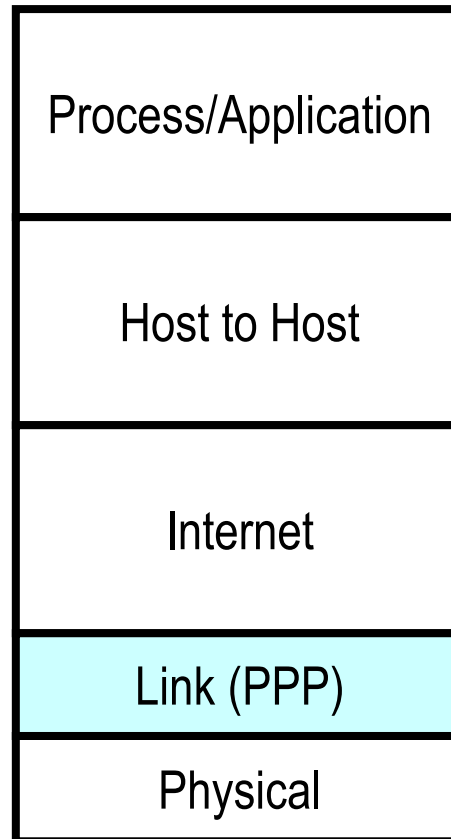 Process/Application
Host to Host
Internet
Link (PPP)
Physical